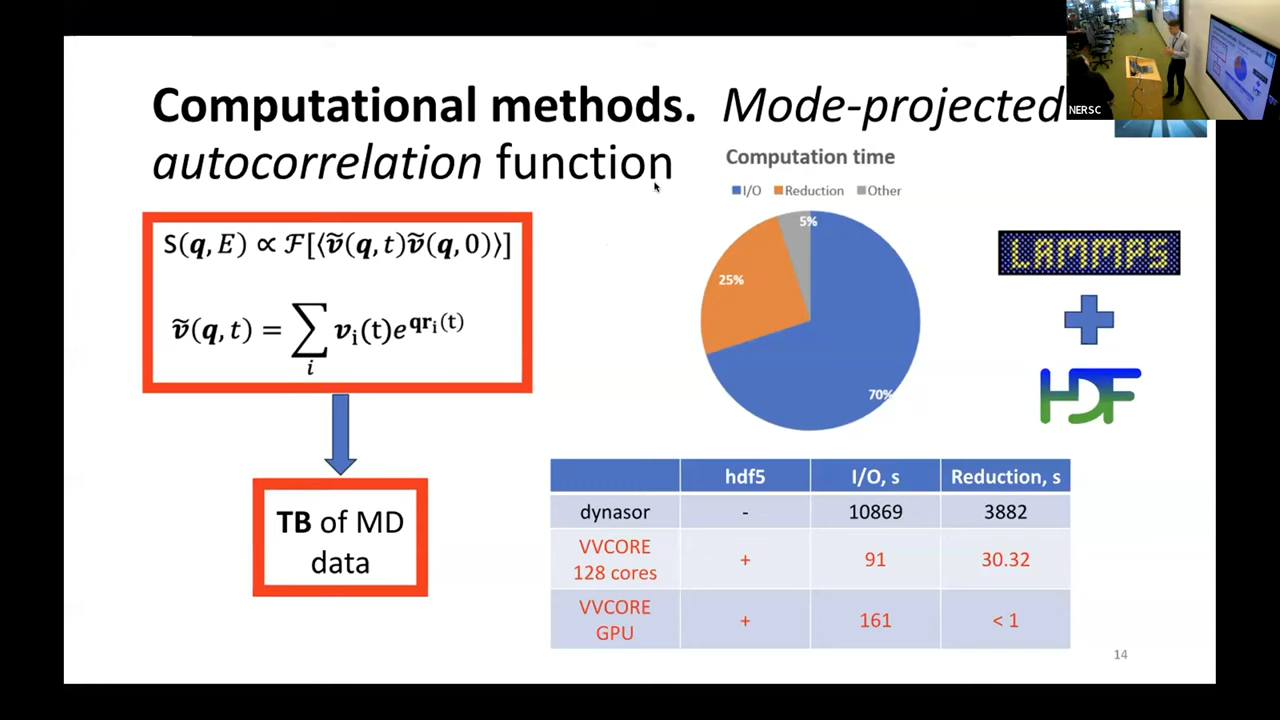 Computational methods. Mode-projected
autocorrelation function
NERSC
S(q, E) ∝ ℱ[⟨ṽ(q, t)ṽ(q, 0)⟩]
ṽ(q, t) = ∑ᵢ vᵢ(t)e^{qrᵢ(t)}
TB of MD
data
Computation time
I/O Reduction Other
5%
25%
70%
LAMMPS
HDF
hdf5 I/O, s Reduction, s
dynasor - 10869 3882
VVCORE
128 cores + 91 30.32
VVCORE
GPU + 161 < 1
14